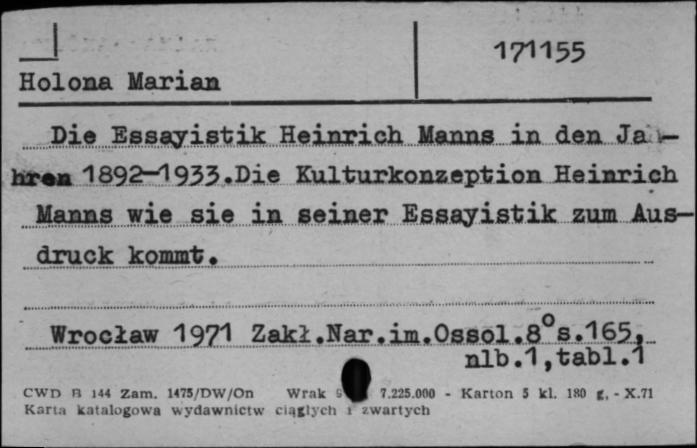 171155
Holona Marian
Die Essayistik Heinrich Manns in den Ja-
hren 1892-1933.Die Kulturkonzeption Heinrich
Manns wie sie in seiner Essayistik zum Aus-
druck kommt.
Wrocław 1971 Zakł.Nar.im.Ossol.8°s.165,
nlb.1,tabl.1
CWD B 144 Zam. 1475/DW/On Wrak 7.225.000 - Karton 5 kl. 180 g, - X.71
Karta katalogowa wydawnictw ciągłych i zwartych